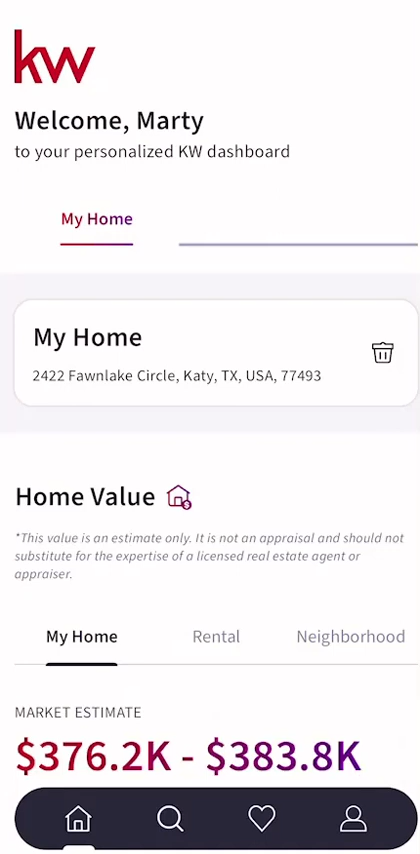 kw
Welcome, Marty
to your personalized KW dashboard
My Home
My Home
2422 Fawnlake Circle, Katy, TX, USA, 77493
Home Value
*This value is an estimate only. It is not an appraisal and should not
substitute for the expertise of a licensed real estate agent or
appraiser.
My Home Rental Neighborhood
MARKET ESTIMATE
$376.2K - $383.8K